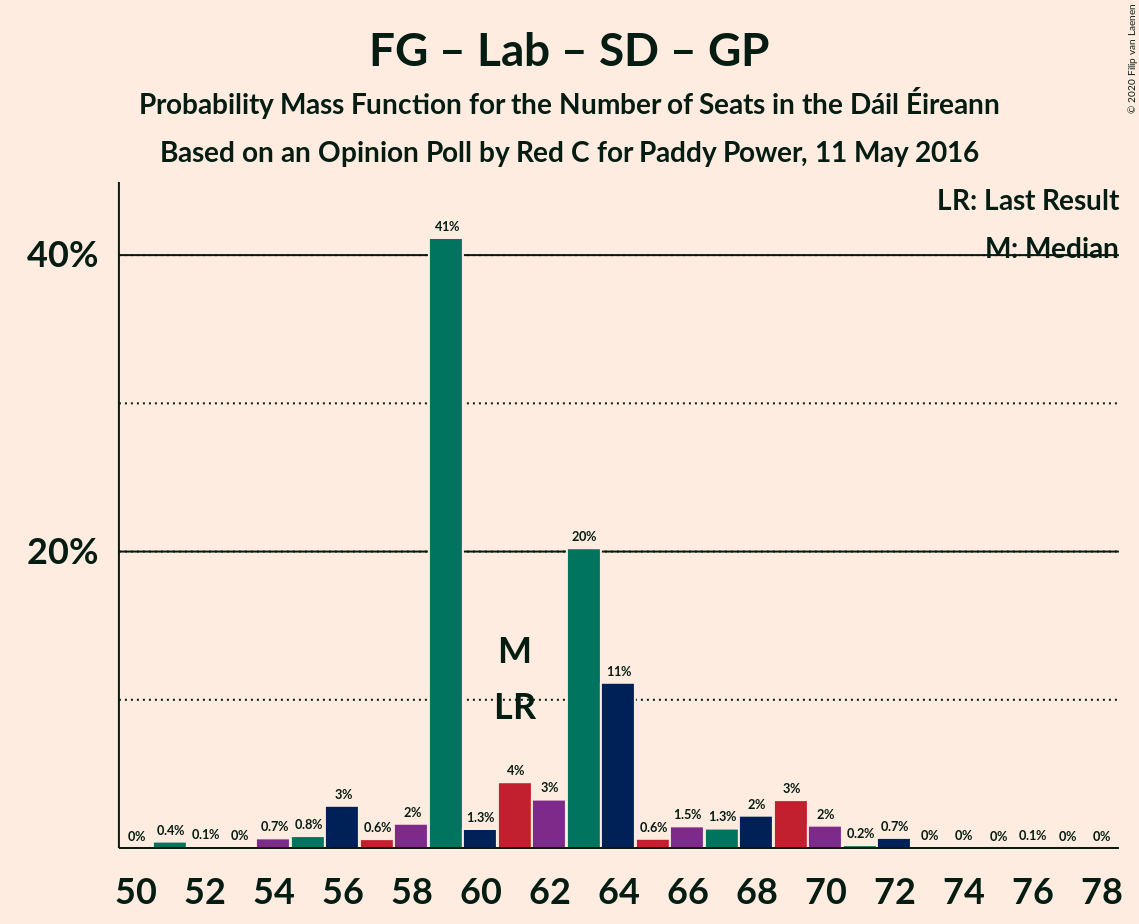 FG – Lab – SD – GP
Probability Mass Function for the Number of Seats in the Dáil Éireann
Based on an Opinion Poll by Red C for Paddy Power, 11 May 2016
© 2020 Filip van Laenen
LR: Last Result
M: Median
40%
20%
M
LR
0% 0.4% 0.1% 0% 0.7% 0.8% 3% 0.6% 2% 41% 1.3% 4% 3% 20% 11% 0.6% 1.5% 1.3% 2% 3% 2% 0.2% 0.7% 0% 0% 0% 0.1% 0% 0%
50 52 54 56 58 60 62 64 66 68 70 72 74 76 78